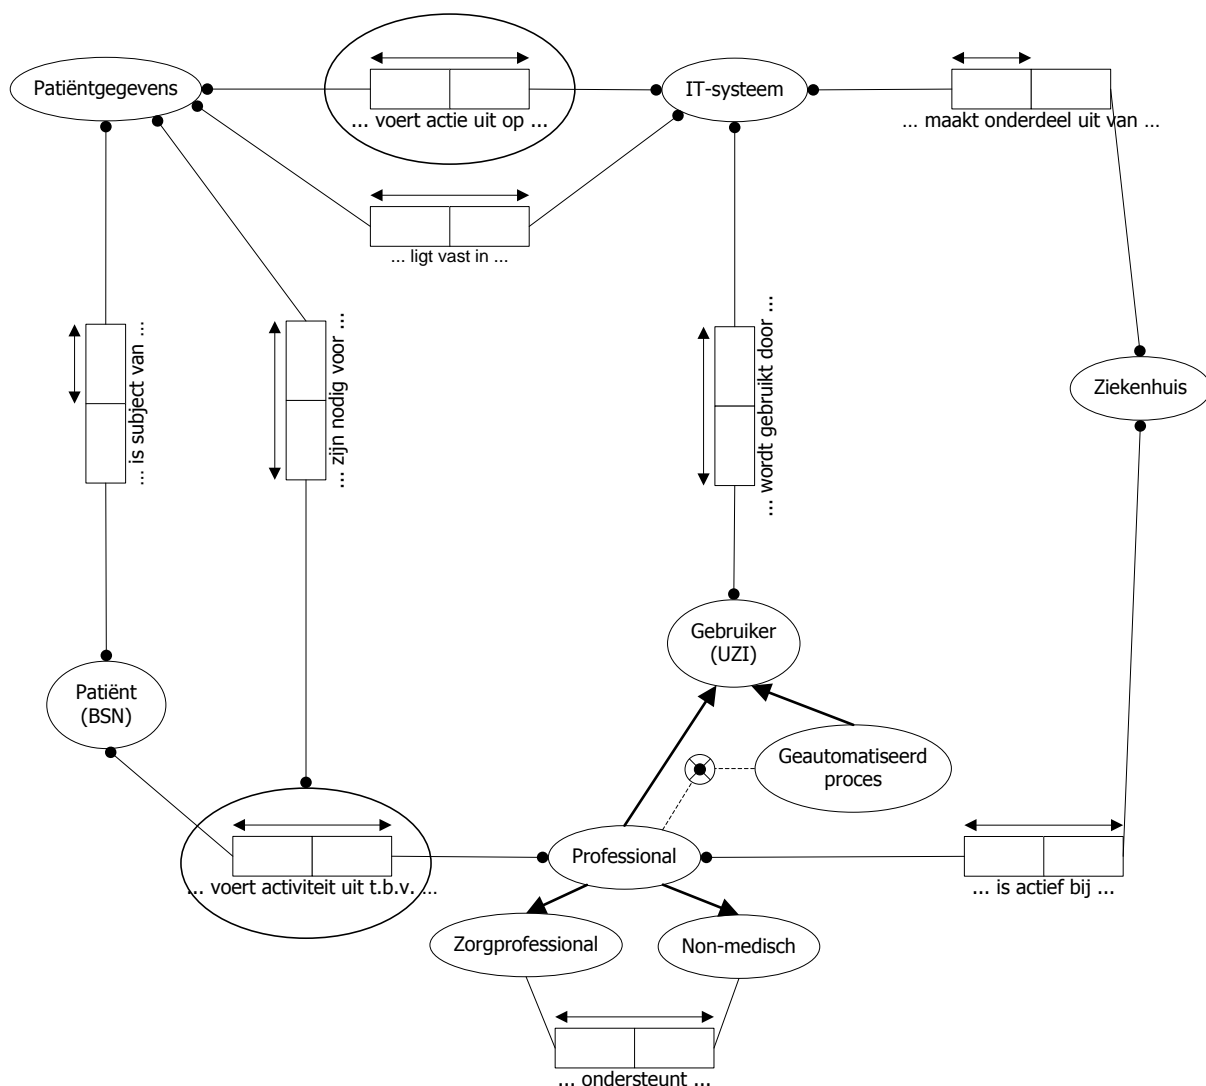 Patiëntgegevens
IT-systeem
... voert actie uit op ...
... maakt onderdeel uit van ...
... ligt vast in ...
... is subject van ...
... zijn nodig voor ...
... wordt gebruikt door ...
Ziekenhuis
Gebruiker
(UZI)
Patiënt
(BSN)
Geautomatiseerd
proces
Professional
... voert activiteit uit t.b.v. ...
... is actief bij ...
Zorgprofessional
Non-medisch
... ondersteunt ...